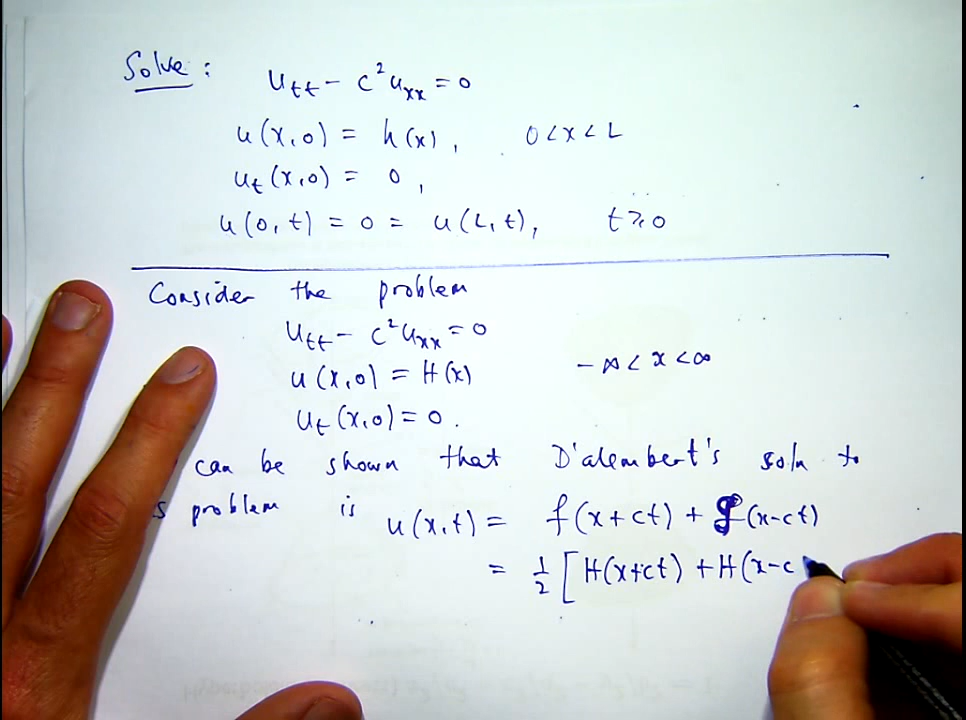 Solve :
u_tt - c²u_xx = 0
u(x,0) = h(x), 0<x<L
u_t(x,0) = 0,
u(0,t) = 0 = u(L,t), t≥0
Consider the problem
u_tt - c²u_xx = 0
u(x,0) = H(x) -∞<x<∞
u_t(x,0) = 0.
can be shown that D'alembert's soln to
s problem is
u(x,t) = f(x+ct) + g(x-ct)
= 1/2 [H(x+ct) + H(x-c